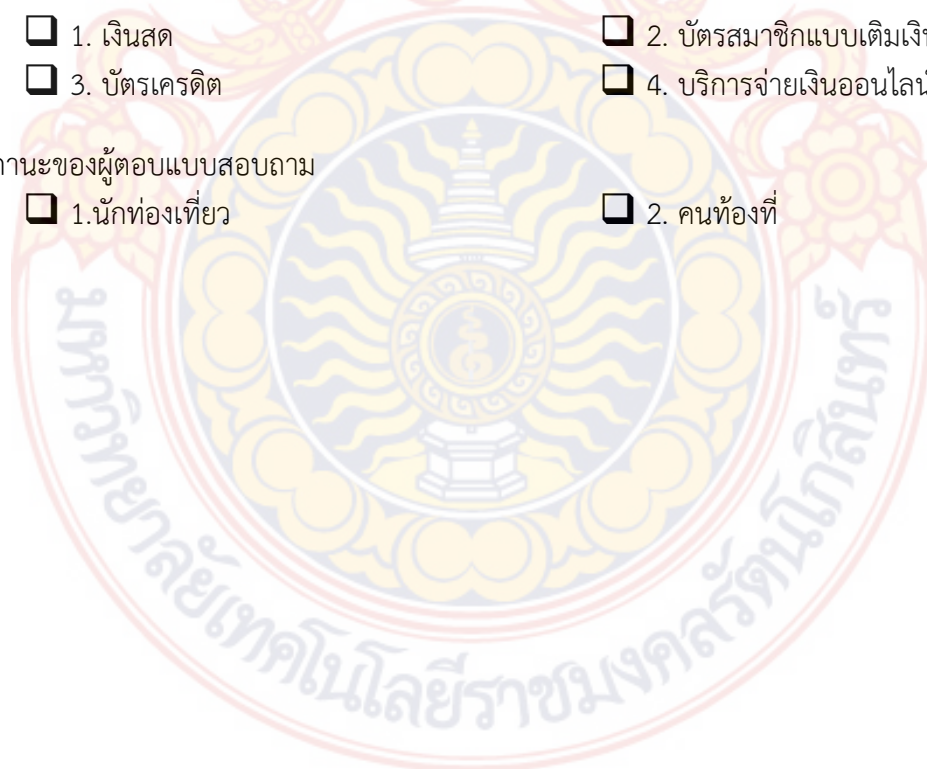 ❑ 1. เงินสด ❑ 2. บัตรสมาชิกแบบเติมเงิ
❑ 3. บัตรเครดิต ❑ 4. บริการจ่ายเงินออนไลน์
านะของผู้ตอบแบบสอบถาม
❑ 1.นักท่องเที่ยว ❑ 2. คนท้องที่
มหาวิทยาลัยเทคโนโลยีราชมงคลรัตนโกสินทร์